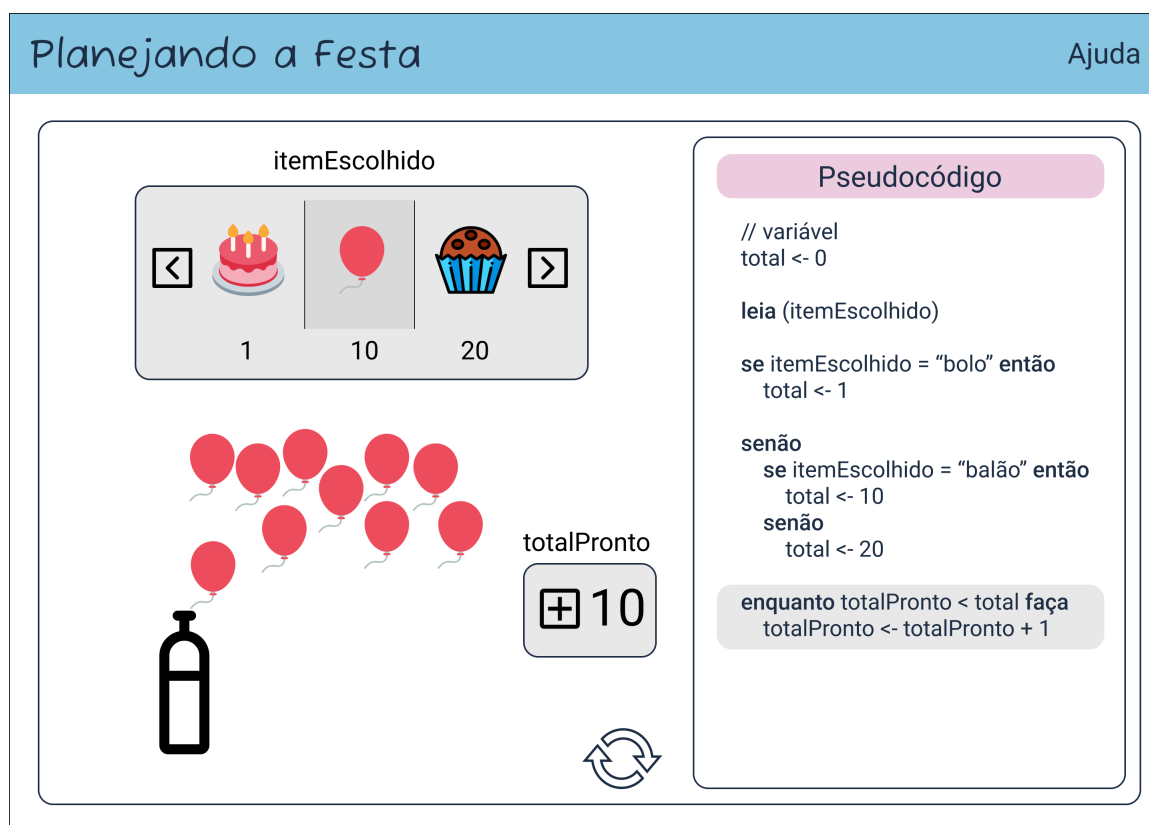 Planejando a Festa
Ajuda
itemEscolhido
1
10
20
totalPronto
10
Pseudocódigo
// variável
total <- 0
leia (itemEscolhido)
se itemEscolhido = “bolo” então
total <- 1
senão
se itemEscolhido = “balão” então
total <- 10
senão
total <- 20
enquanto totalPronto < total faça
totalPronto <- totalPronto + 1